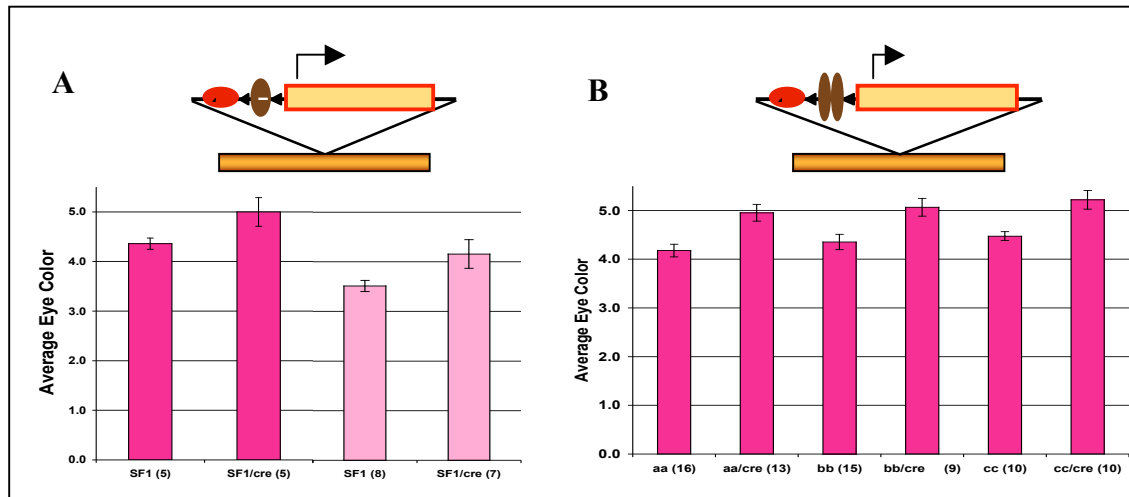 A
Average Eye Color
5.0
4.0
3.0
2.0
1.0
0.0
SF1 (5)
SF1/cre (5)
SF1 (8)
SF1/cre (7)
B
Average Eye Color
5.0
4.0
3.0
2.0
1.0
0.0
aa (16)
aa/cre (13)
bb (15)
bb/cre (9)
cc (10)
cc/cre (10)